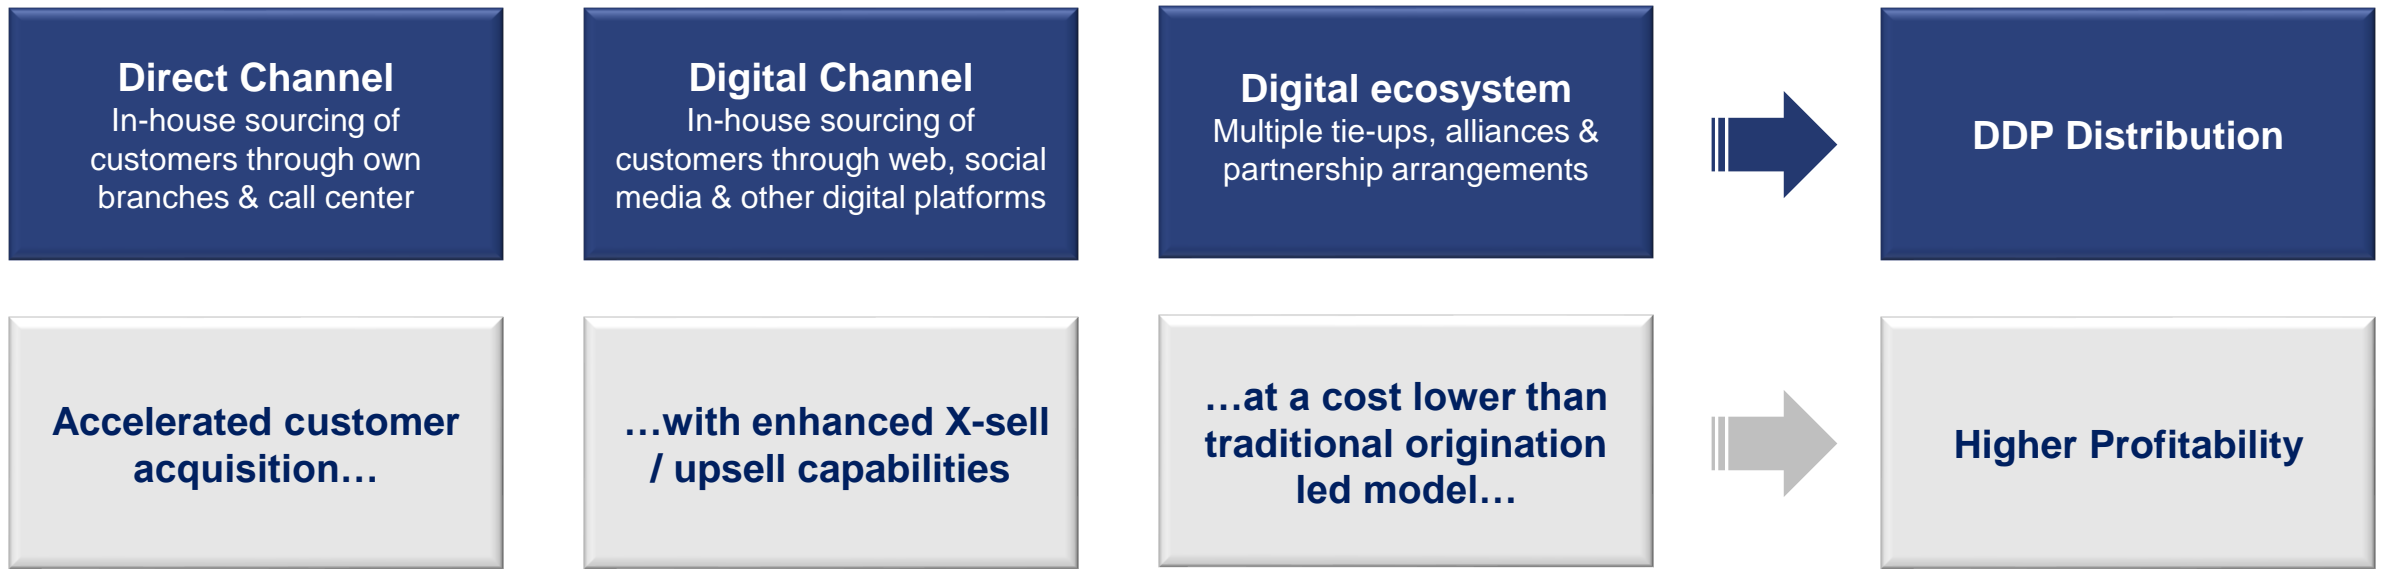 Direct Channel
In-house sourcing of
customers through own
branches & call center
Digital Channel
In-house sourcing of
customers through web, social
media & other digital platforms
Digital ecosystem
Multiple tie-ups, alliances &
partnership arrangements
DDP Distribution
Accelerated customer
acquisition…
…with enhanced X-sell
/ upsell capabilities
…at a cost lower than
traditional origination
led model…
Higher Profitability